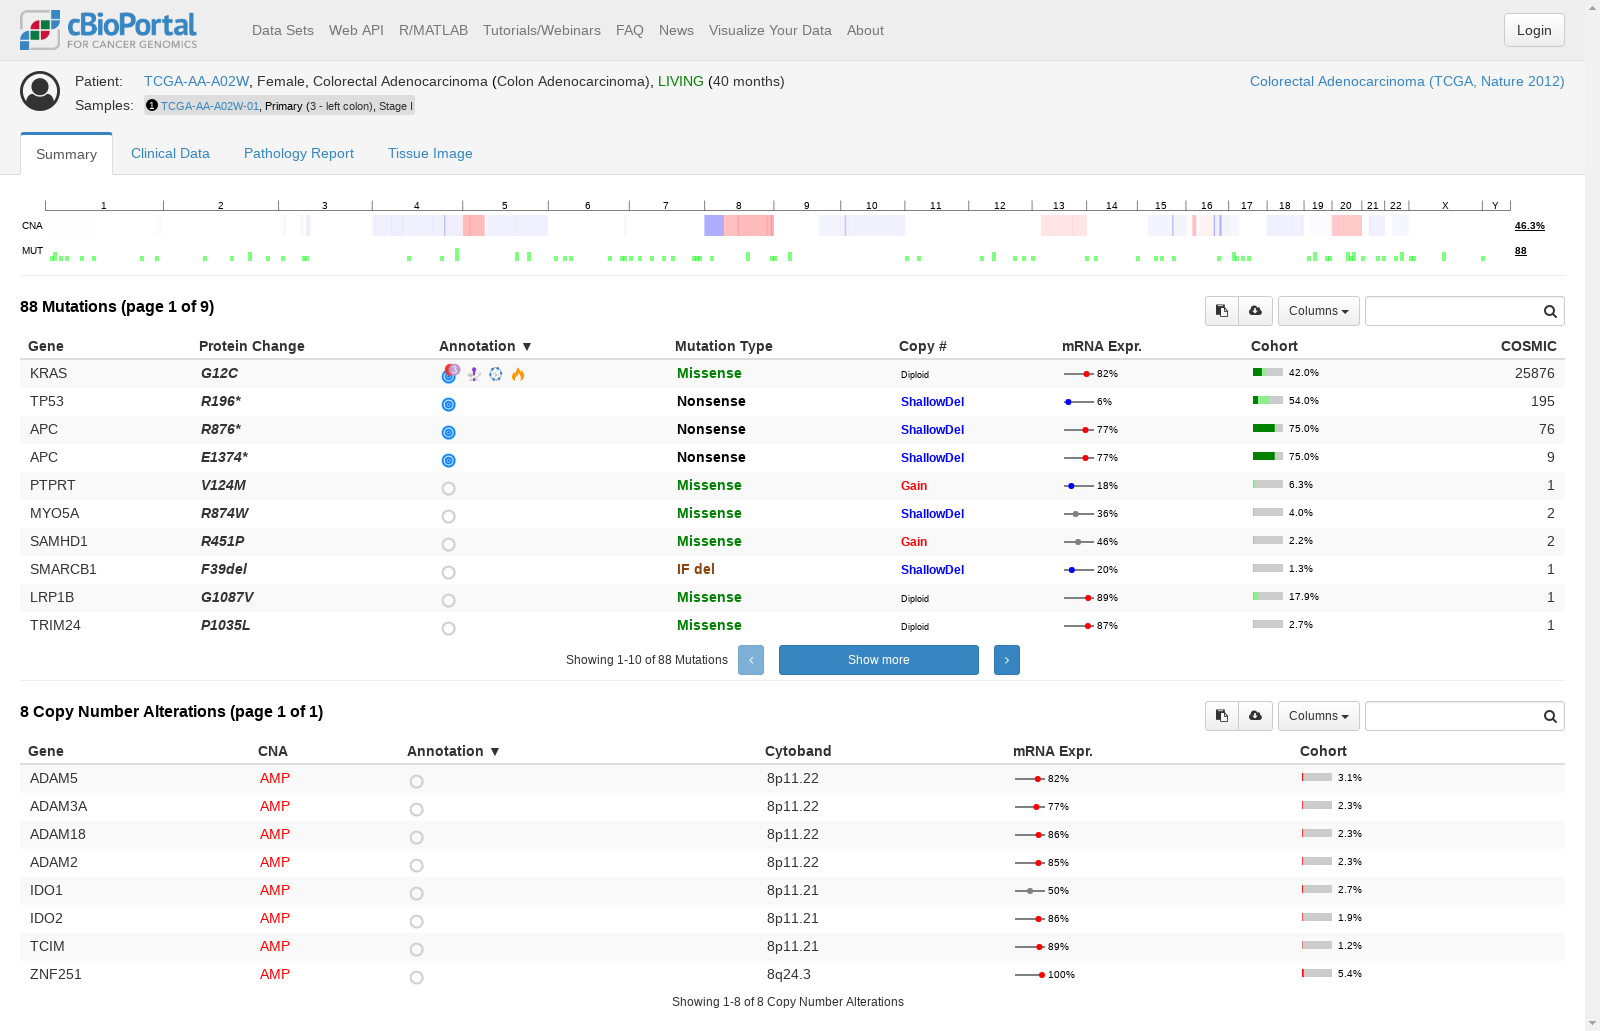 cBioPortal
FOR CANCER GENOMICS
Data Sets Web API R/MATLAB Tutorials/Webinars FAQ News Visualize Your Data About
Login
Patient: TCGA-AA-A02W, Female, Colorectal Adenocarcinoma (Colon Adenocarcinoma), LIVING (40 months)
Colorectal Adenocarcinoma (TCGA, Nature 2012)
Samples: 1 TCGA-AA-A02W-01, Primary (3 - left colon), Stage I
Summary Clinical Data Pathology Report Tissue Image
1 2 3 4 5 6 7 8 9 10 11 12 13 14 15 16 17 18 19 20 21 22 X Y
CNA 46.3%
MUT 88
88 Mutations (page 1 of 9)
Columns
Gene Protein Change Annotation ▼ Mutation Type Copy # mRNA Expr. Cohort COSMIC
KRAS G12C 3 Missense Diploid 82% 42.0% 25876
TP53 R196* Nonsense ShallowDel 6% 54.0% 195
APC R876* Nonsense ShallowDel 77% 75.0% 76
APC E1374* Nonsense ShallowDel 77% 75.0% 9
PTPRT V124M Missense Gain 18% 6.3% 1
MYO5A R874W Missense ShallowDel 36% 4.0% 2
SAMHD1 R451P Missense Gain 46% 2.2% 2
SMARCB1 F39del IF del ShallowDel 20% 1.3% 1
LRP1B G1087V Missense Diploid 89% 17.9% 1
TRIM24 P1035L Missense Diploid 87% 2.7% 1
Showing 1-10 of 88 Mutations ‹ Show more ›
8 Copy Number Alterations (page 1 of 1)
Columns
Gene CNA Annotation ▼ Cytoband mRNA Expr. Cohort
ADAM5 AMP 8p11.22 82% 3.1%
ADAM3A AMP 8p11.22 77% 2.3%
ADAM18 AMP 8p11.22 86% 2.3%
ADAM2 AMP 8p11.22 85% 2.3%
IDO1 AMP 8p11.21 50% 2.7%
IDO2 AMP 8p11.21 86% 1.9%
TCIM AMP 8p11.21 89% 1.2%
ZNF251 AMP 8q24.3 100% 5.4%
Showing 1-8 of 8 Copy Number Alterations